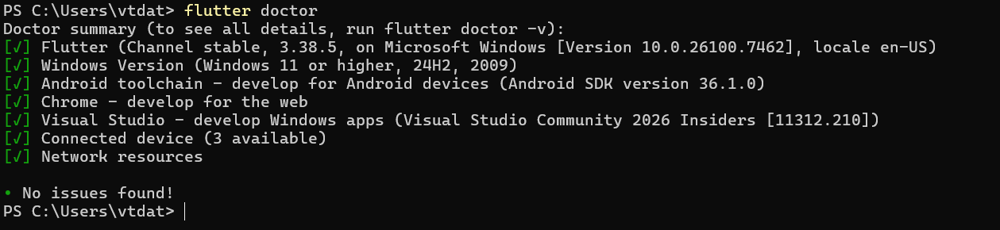 PS C:\Users\vtdat> flutter doctor
Doctor summary (to see all details, run flutter doctor -v):
[√] Flutter (Channel stable, 3.38.5, on Microsoft Windows [Version 10.0.26100.7462], locale en-US)
[√] Windows Version (Windows 11 or higher, 24H2, 2009)
[√] Android toolchain - develop for Android devices (Android SDK version 36.1.0)
[√] Chrome - develop for the web
[√] Visual Studio - develop Windows apps (Visual Studio Community 2026 Insiders [11312.210])
[√] Connected device (3 available)
[√] Network resources

• No issues found!
PS C:\Users\vtdat>